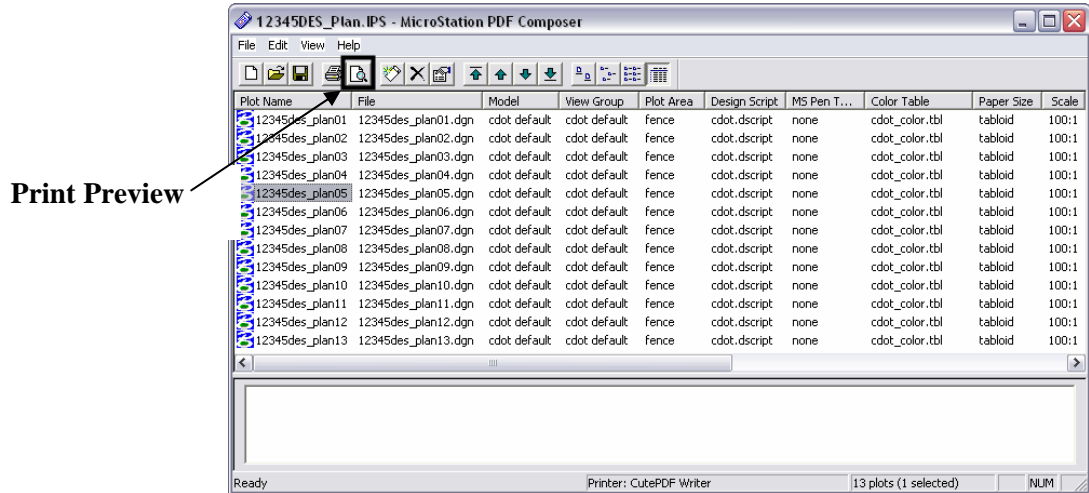 12345DES_Plan.IPS - MicroStation PDF Composer
File Edit View Help
Plot Name File Model View Group Plot Area Design Script MS Pen T... Color Table Paper Size Scale
12345des_plan01 12345des_plan01.dgn cdot default cdot default fence cdot.dscript none cdot_color.tbl tabloid 100:1
12345des_plan02 12345des_plan02.dgn cdot default cdot default fence cdot.dscript none cdot_color.tbl tabloid 100:1
12345des_plan03 12345des_plan03.dgn cdot default cdot default fence cdot.dscript none cdot_color.tbl tabloid 100:1
12345des_plan04 12345des_plan04.dgn cdot default cdot default fence cdot.dscript none cdot_color.tbl tabloid 100:1
Print Preview
12345des_plan05 12345des_plan05.dgn cdot default cdot default fence cdot.dscript none cdot_color.tbl tabloid 100:1
12345des_plan06 12345des_plan06.dgn cdot default cdot default fence cdot.dscript none cdot_color.tbl tabloid 100:1
12345des_plan07 12345des_plan07.dgn cdot default cdot default fence cdot.dscript none cdot_color.tbl tabloid 100:1
12345des_plan08 12345des_plan08.dgn cdot default cdot default fence cdot.dscript none cdot_color.tbl tabloid 100:1
12345des_plan09 12345des_plan09.dgn cdot default cdot default fence cdot.dscript none cdot_color.tbl tabloid 100:1
12345des_plan10 12345des_plan10.dgn cdot default cdot default fence cdot.dscript none cdot_color.tbl tabloid 100:1
12345des_plan11 12345des_plan11.dgn cdot default cdot default fence cdot.dscript none cdot_color.tbl tabloid 100:1
12345des_plan12 12345des_plan12.dgn cdot default cdot default fence cdot.dscript none cdot_color.tbl tabloid 100:1
12345des_plan13 12345des_plan13.dgn cdot default cdot default fence cdot.dscript none cdot_color.tbl tabloid 100:1
Ready Printer: CutePDF Writer 13 plots (1 selected) NUM